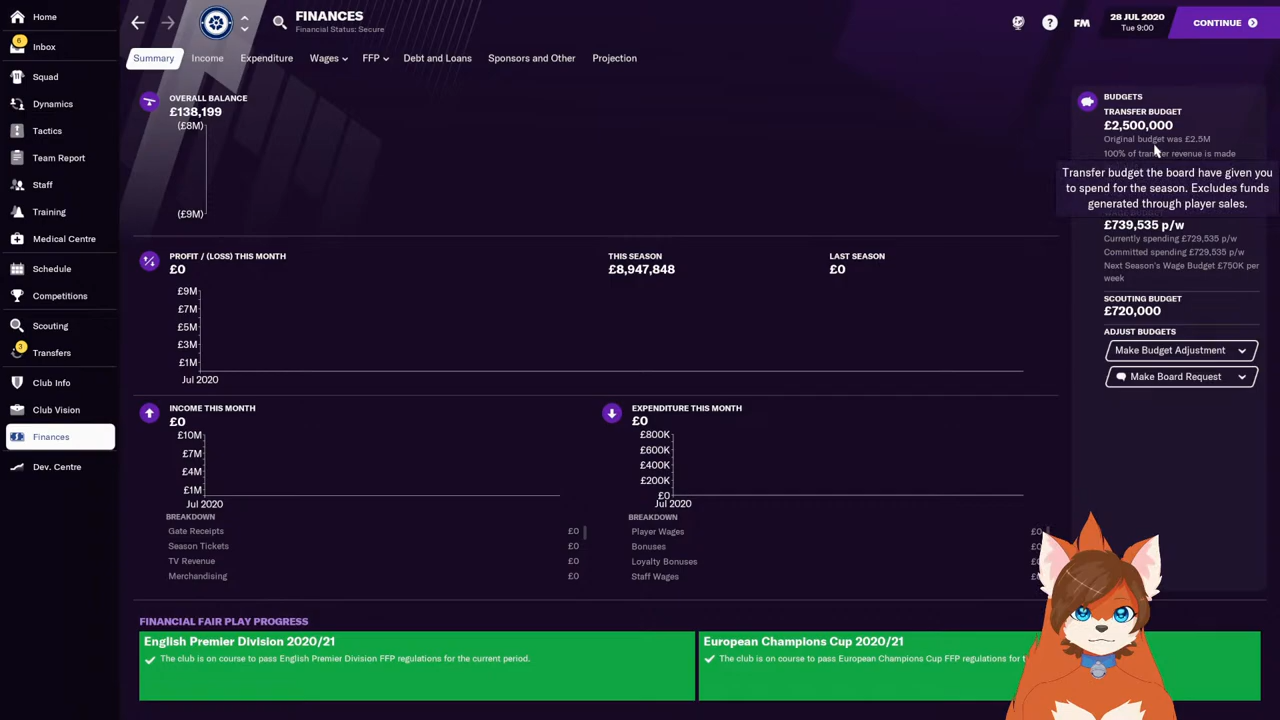 Home
6
Inbox
Squad
Dynamics
Tactics
Team Report
Staff
Training
Medical Centre
Schedule
Competitions
Scouting
3
Transfers
Club Info
Club Vision
Finances
Dev. Centre
FINANCES
Financial Status: Secure
FM
28 JUL 2020
Tue 9:00
CONTINUE
Summary
Income
Expenditure
Wages
FFP
Debt and Loans
Sponsors and Other
Projection
OVERALL BALANCE
£138,199
(£8M)
(£9M)
PROFIT / (LOSS) THIS MONTH
£0
THIS SEASON
£8,947,848
LAST SEASON
£0
£9M
£7M
£5M
£3M
£1M
Jul 2020
INCOME THIS MONTH
£0
£10M
£7M
£4M
£1M
Jul 2020
BREAKDOWN
Gate Receipts £0
Season Tickets £0
TV Revenue £0
Merchandising £0
EXPENDITURE THIS MONTH
£0
£800K
£600K
£400K
£200K
£0
Jul 2020
BREAKDOWN
Player Wages £0
Bonuses
Loyalty Bonuses
Staff Wages
BUDGETS
TRANSFER BUDGET
£2,500,000
Original budget was £2.5M
100% of transfer revenue is made
Transfer budget the board have given you
to spend for the season. Excludes funds
generated through player sales.
£739,535 p/w
Currently spending £729,535 p/w
Committed spending £729,535 p/w
Next Season's Wage Budget £750K per
week
SCOUTING BUDGET
£720,000
ADJUST BUDGETS
Make Budget Adjustment
Make Board Request
FINANCIAL FAIR PLAY PROGRESS
English Premier Division 2020/21
The club is on course to pass English Premier Division FFP regulations for the current period.
European Champions Cup 2020/21
The club is on course to pass European Champions Cup FFP regulations for